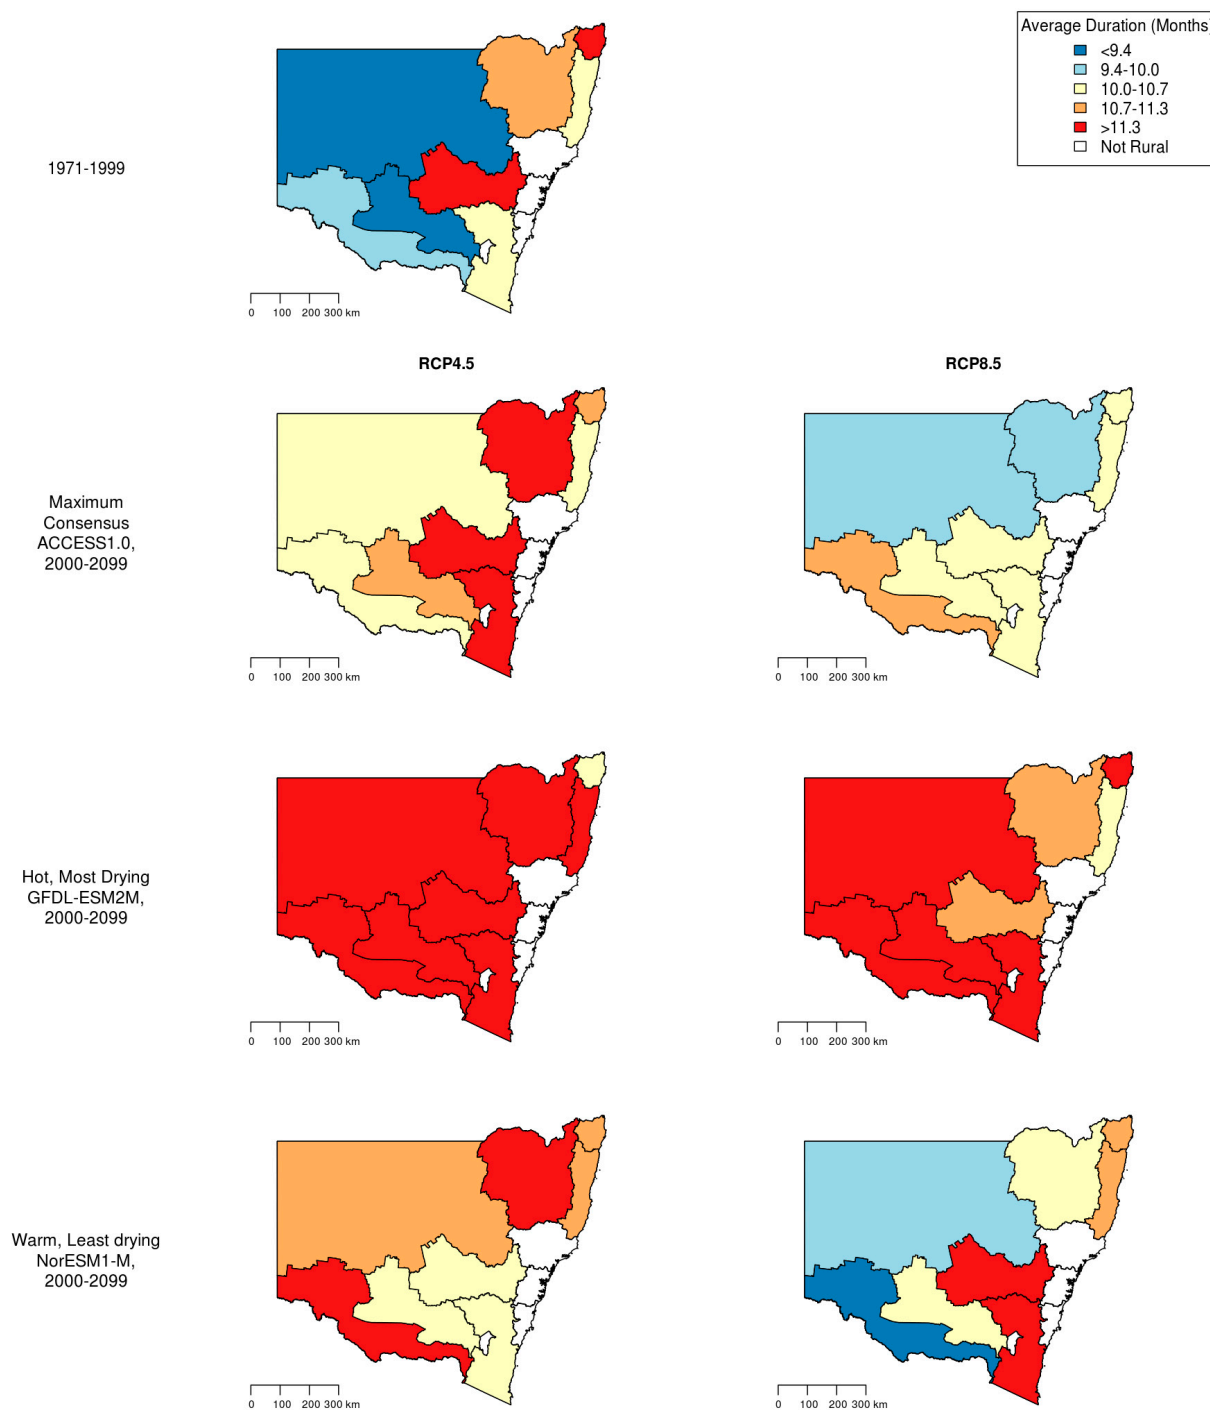 Average Duration (Months)
<9.4
9.4-10.0
10.0-10.7
10.7-11.3
>11.3
Not Rural
1971-1999
0 100 200 300 km
RCP4.5
RCP8.5
Maximum
Consensus
ACCESS1.0,
2000-2099
0 100 200 300 km
0 100 200 300 km
Hot, Most Drying
GFDL-ESM2M,
2000-2099
0 100 200 300 km
0 100 200 300 km
Warm, Least drying
NorESM1-M,
2000-2099
0 100 200 300 km
0 100 200 300 km